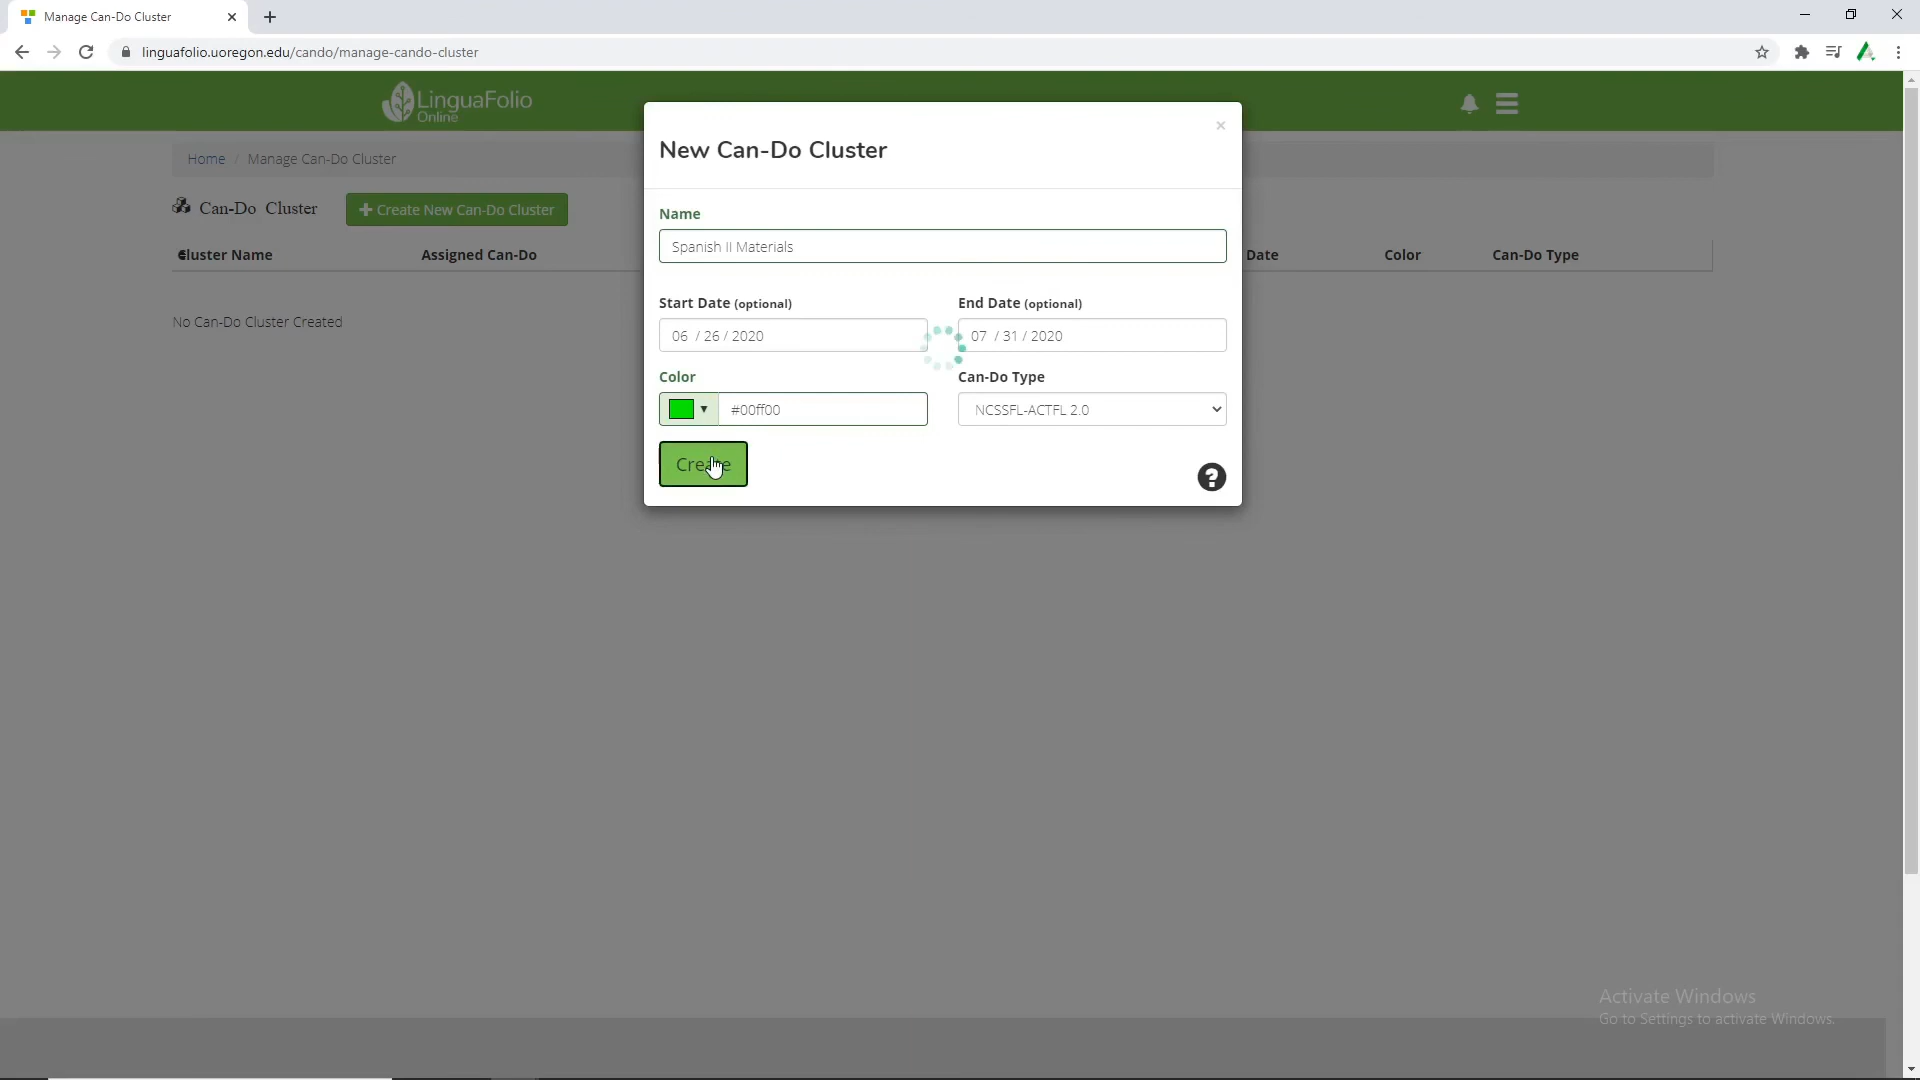 Manage Can-Do Cluster
linguafolio.uoregon.edu/cando/manage-cando-cluster
LinguaFolio
Online
Home / Manage Can-Do Cluster
Can-Do Cluster
Create New Can-Do Cluster
Cluster Name Assigned Can-Do Date Color Can-Do Type
No Can-Do Cluster Created
New Can-Do Cluster
×
Name
Spanish II Materials
Start Date (optional) End Date (optional)
06 / 26 / 2020 07 / 31 / 2020
Color Can-Do Type
#00ff00 NCSSFL-ACTFL 2.0
Create
?
Activate Windows
Go to Settings to activate Windows.